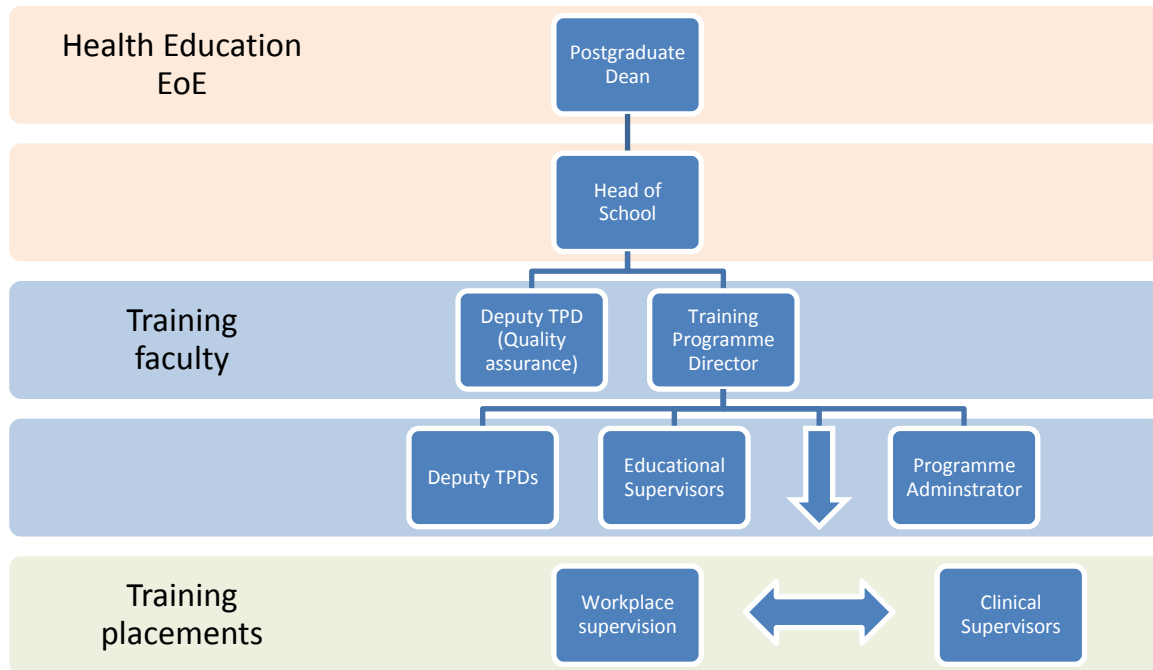 Health Education
EoE
Postgraduate
Dean
Head of
School
Training
faculty
Deputy TPD
(Quality
assurance)
Training
Programme
Director
Deputy TPDs
Educational
Supervisors
Programme
Adminstrator
Training
placements
Workplace
supervision
Clinical
Supervisors